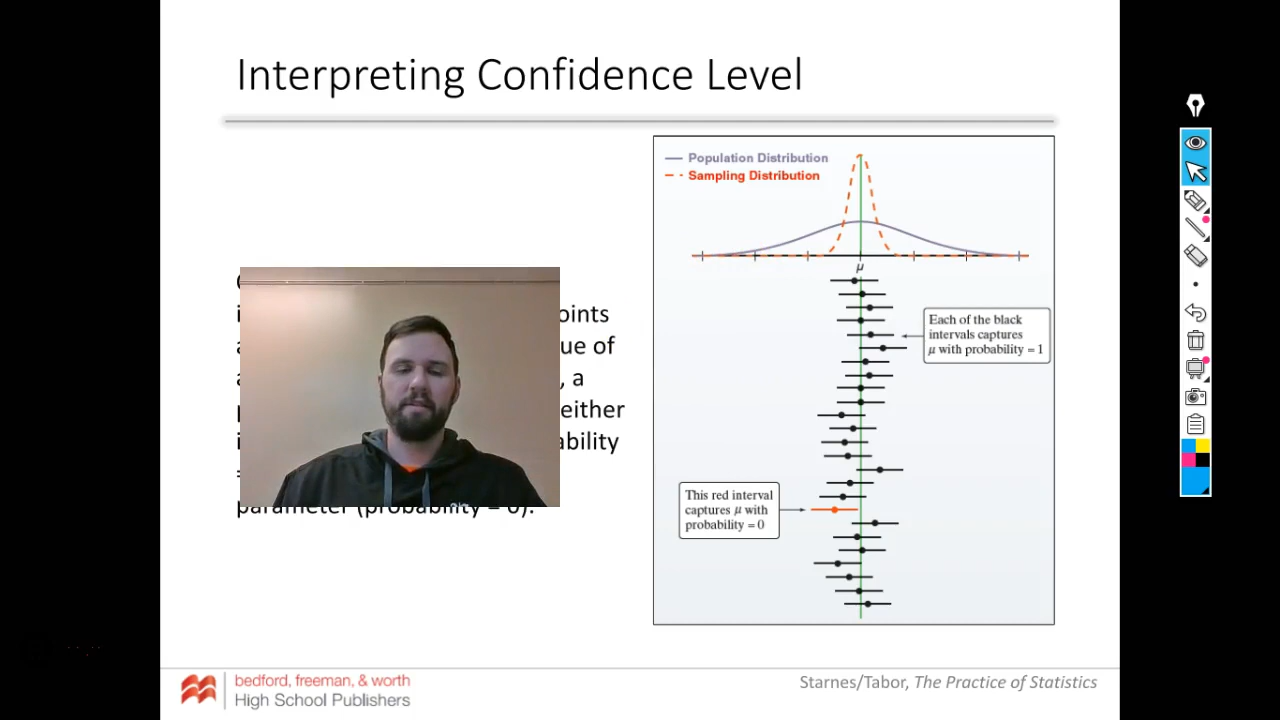 Interpreting Confidence Level
Population Distribution
Sampling Distribution
μ
Each of the black
intervals captures
μ with probability = 1
oints
ue of
, a
either
ability
parameter (probability = 0).
This red interval
captures μ with
probability = 0
bedford, freeman, & worth
High School Publishers
Starnes/Tabor, The Practice of Statistics